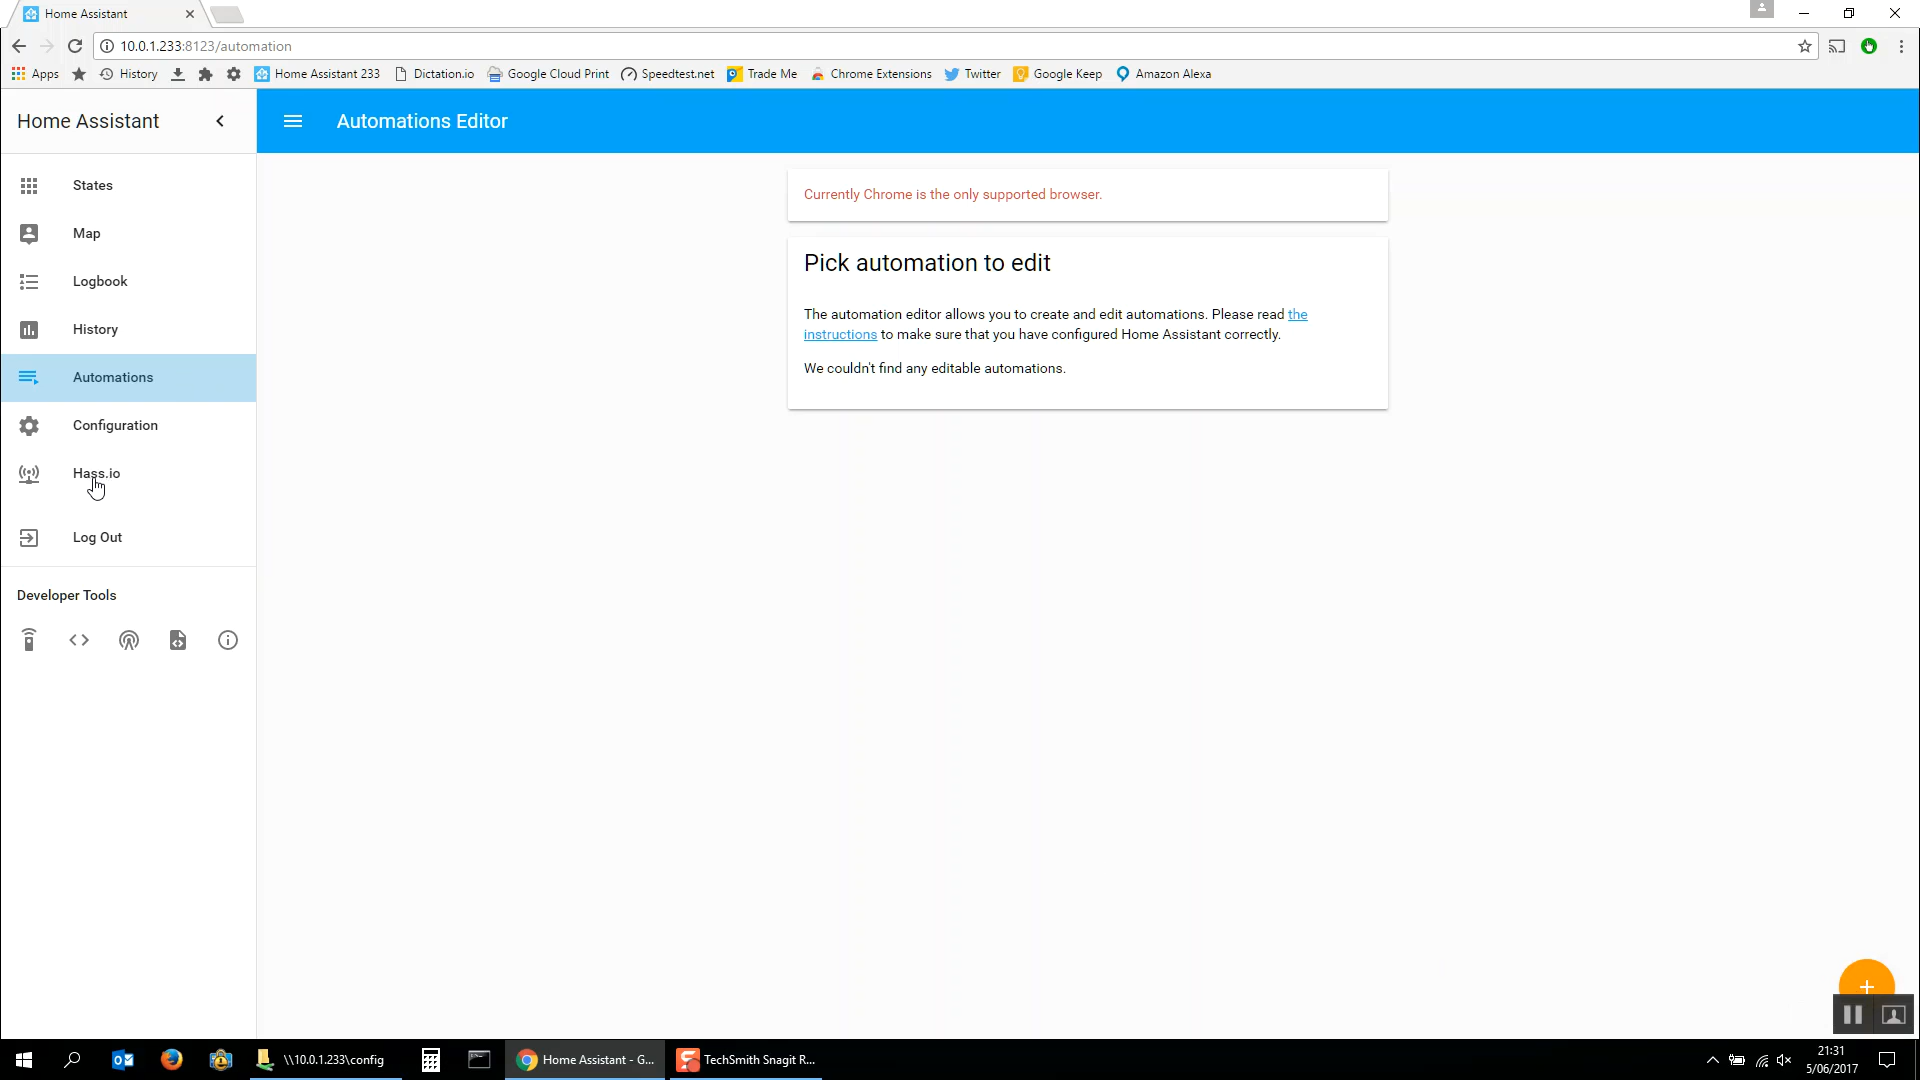 Home Assistant
10.0.1.233:8123/automation
Apps History Home Assistant 233 Dictation.io Google Cloud Print Speedtest.net Trade Me Chrome Extensions Twitter Google Keep Amazon Alexa
Home Assistant
Automations Editor
States
Map
Logbook
History
Automations
Configuration
Hass.io
Log Out
Developer Tools
Currently Chrome is the only supported browser.
Pick automation to edit
The automation editor allows you to create and edit automations. Please read the
instructions to make sure that you have configured Home Assistant correctly.
We couldn't find any editable automations.
\\10.0.1.233\config
Home Assistant - G...
TechSmith Snagit R...
21:31
5/06/2017